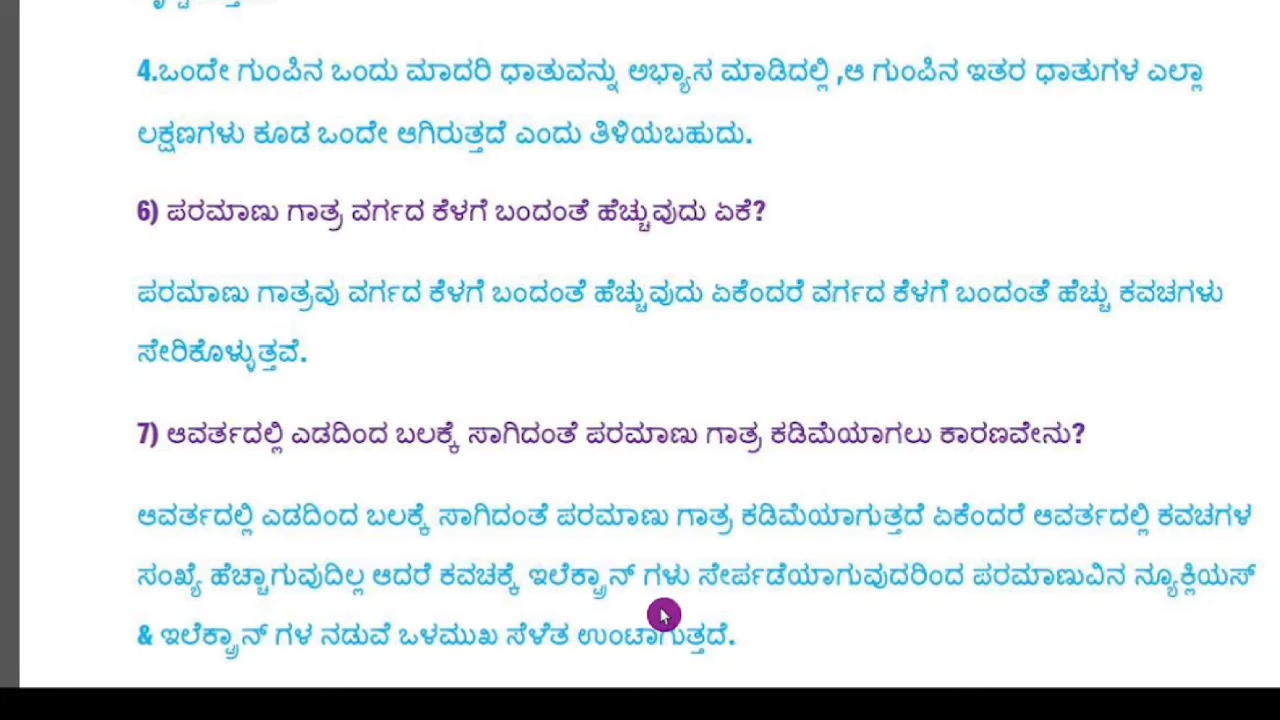 4.ಒಂದೇ ಗುಂಪಿನ ಒಂದು ಮಾದರಿ ಧಾತುವನ್ನು ಅಭ್ಯಾಸ ಮಾಡಿದಲ್ಲಿ ,ಆ ಗುಂಪಿನ ಇತರ ಧಾತುಗಳ ಎಲ್ಲಾ
ಲಕ್ಷಣಗಳು ಕೂಡ ಒಂದೇ ಆಗಿರುತ್ತದೆ ಎಂದು ತಿಳಿಯಬಹುದು.
6) ಪರಮಾಣು ಗಾತ್ರ ವರ್ಗದ ಕೆಳಗೆ ಬಂದಂತೆ ಹೆಚ್ಚುವುದು ಏಕೆ?
ಪರಮಾಣು ಗಾತ್ರವು ವರ್ಗದ ಕೆಳಗೆ ಬಂದಂತೆ ಹೆಚ್ಚುವುದು ಏಕೆಂದರೆ ವರ್ಗದ ಕೆಳಗೆ ಬಂದಂತೆ ಹೆಚ್ಚು ಕವಚಗಳು
ಸೇರಿಕೊಳ್ಳುತ್ತವೆ.
7) ಆವರ್ತದಲ್ಲಿ ಎಡದಿಂದ ಬಲಕ್ಕೆ ಸಾಗಿದಂತೆ ಪರಮಾಣು ಗಾತ್ರ ಕಡಿಮೆಯಾಗಲು ಕಾರಣವೇನು?
ಆವರ್ತದಲ್ಲಿ ಎಡದಿಂದ ಬಲಕ್ಕೆ ಸಾಗಿದಂತೆ ಪರಮಾಣು ಗಾತ್ರ ಕಡಿಮೆಯಾಗುತ್ತದೆ ಏಕೆಂದರೆ ಆವರ್ತದಲ್ಲಿ ಕವಚಗಳ
ಸಂಖ್ಯೆ ಹೆಚ್ಚಾಗುವುದಿಲ್ಲ ಆದರೆ ಕವಚಕ್ಕೆ ಇಲೆಕ್ಟ್ರಾನ್ ಗಳು ಸೇರ್ಪಡೆಯಾಗುವುದರಿಂದ ಪರಮಾಣುವಿನ ನ್ಯೂಕ್ಲಿಯಸ್
& ಇಲೆಕ್ಟ್ರಾನ್ ಗಳ ನಡುವೆ ಒಳಮುಖ ಸೆಳೆತ ಉಂಟಾಗುತ್ತದೆ.